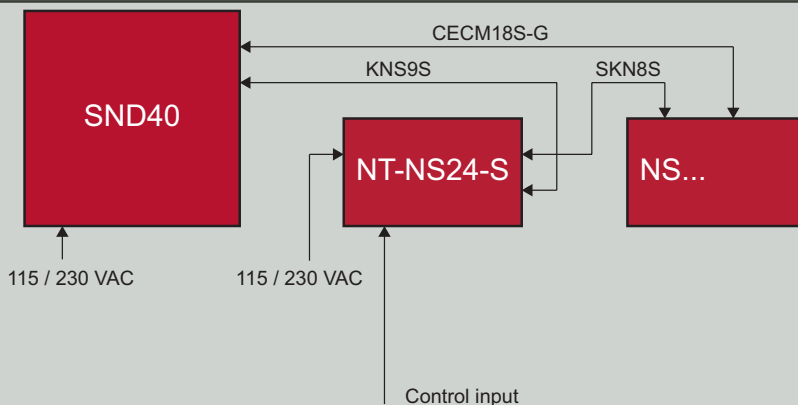 CECM18S-G
KNS9S
SKN8S
SND40
NT-NS24-S
NS...
115 / 230 VAC
115 / 230 VAC
Control input